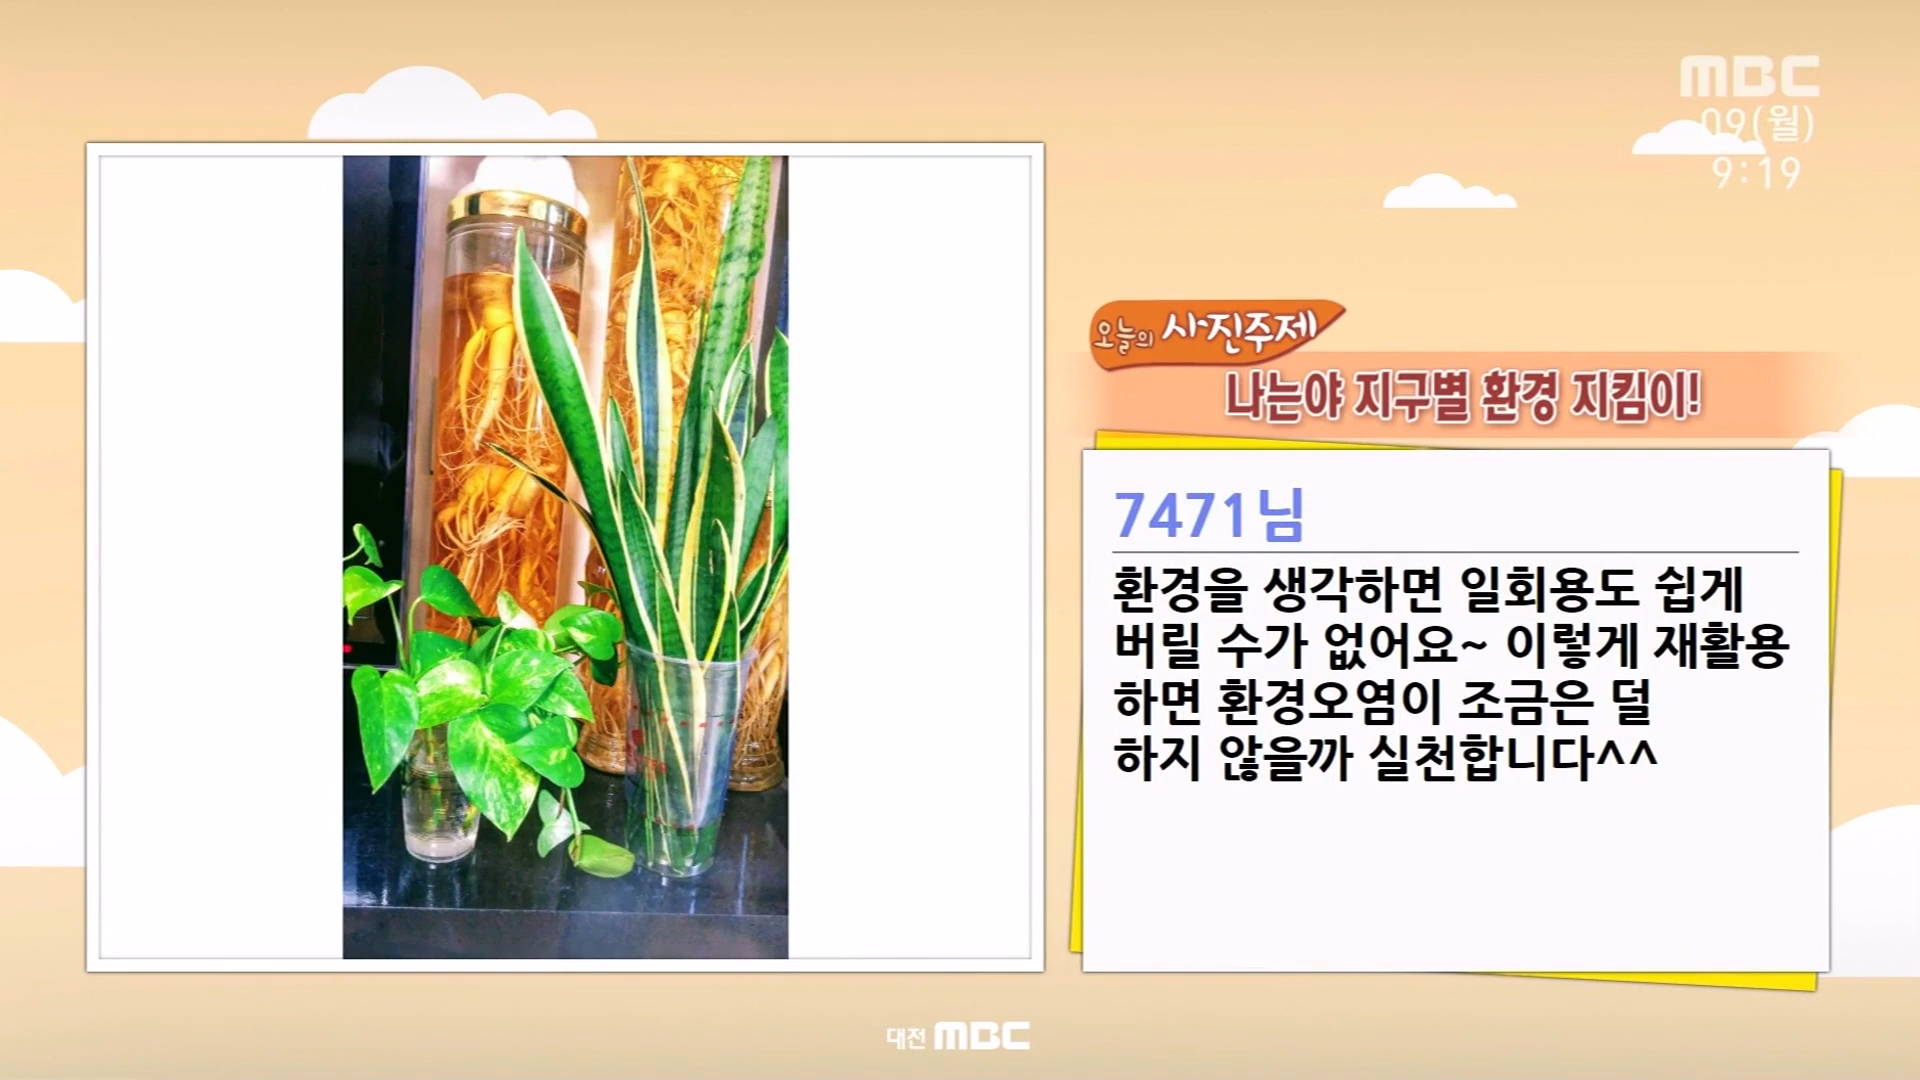 MBC
09(월)
9:19
오늘의 사진주제
나는야 지구별 환경 지킴이!
7471님
환경을 생각하면 일회용도 쉽게
버릴 수가 없어요~ 이렇게 재활용
하면 환경오염이 조금은 덜
하지 않을까 실천합니다^^
대전 MBC